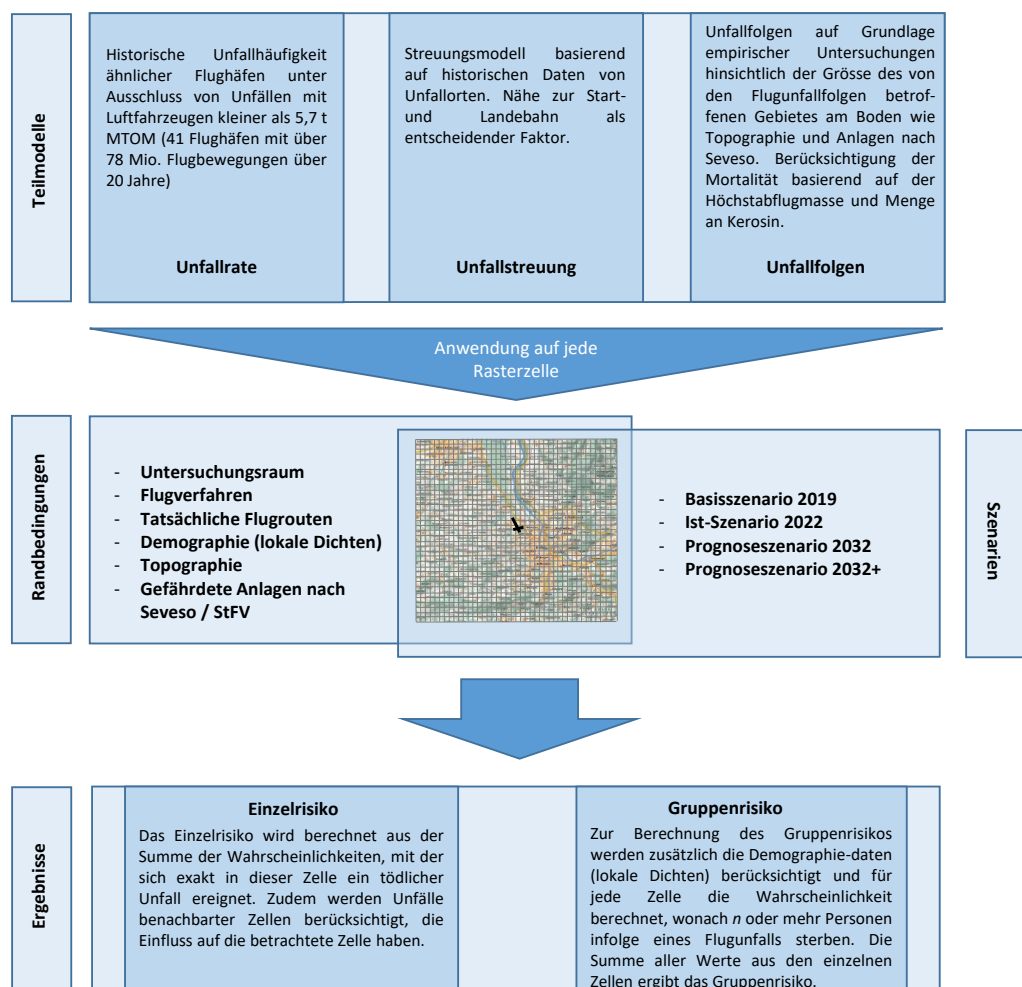 Teilmodelle
Historische Unfallhäufigkeit
ähnlicher Flughäfen unter
Ausschluss von Unfällen mit
Luftfahrzeugen kleiner als 5,7 t
MTOM (41 Flughäfen mit über
78 Mio. Flugbewegungen über
20 Jahre)
Unfallrate
Streuungsmodell basierend
auf historischen Daten von
Unfallorten. Nähe zur Start-
und Landebahn als
entscheidender Faktor.
Unfallstreuung
Unfallfolgen auf Grundlage
empirischer Untersuchungen
hinsichtlich der Grösse des von
den Flugunfallfolgen betrof-
fenen Gebietes am Boden wie
Topographie und Anlagen nach
Seveso. Berücksichtigung der
Mortalität basierend auf der
Höchstabflugmasse und Menge
an Kerosin.
Unfallfolgen
Anwendung auf jede
Rasterzelle
Randbedingungen
- Untersuchungsraum
- Flugverfahren
- Tatsächliche Flugrouten
- Demographie (lokale Dichten)
- Topographie
- Gefährdete Anlagen nach
Seveso / StFV
- Basisszenario 2019
- Ist-Szenario 2022
- Prognoseszenario 2032
- Prognoseszenario 2032+
Szenarien
Ergebnisse
Einzelrisiko
Das Einzelrisiko wird berechnet aus der
Summe der Wahrscheinlichkeiten, mit der
sich exakt in dieser Zelle ein tödlicher
Unfall ereignet. Zudem werden Unfälle
benachbarter Zellen berücksichtigt, die
Einfluss auf die betrachtete Zelle haben.
Gruppenrisiko
Zur Berechnung des Gruppenrisikos
werden zusätzlich die Demographie-daten
(lokale Dichten) berücksichtigt und für
jede Zelle die Wahrscheinlichkeit
berechnet, wonach n oder mehr Personen
infolge eines Flugunfalls sterben. Die
Summe aller Werte aus den einzelnen
Zellen ergibt das Gruppenrisiko.